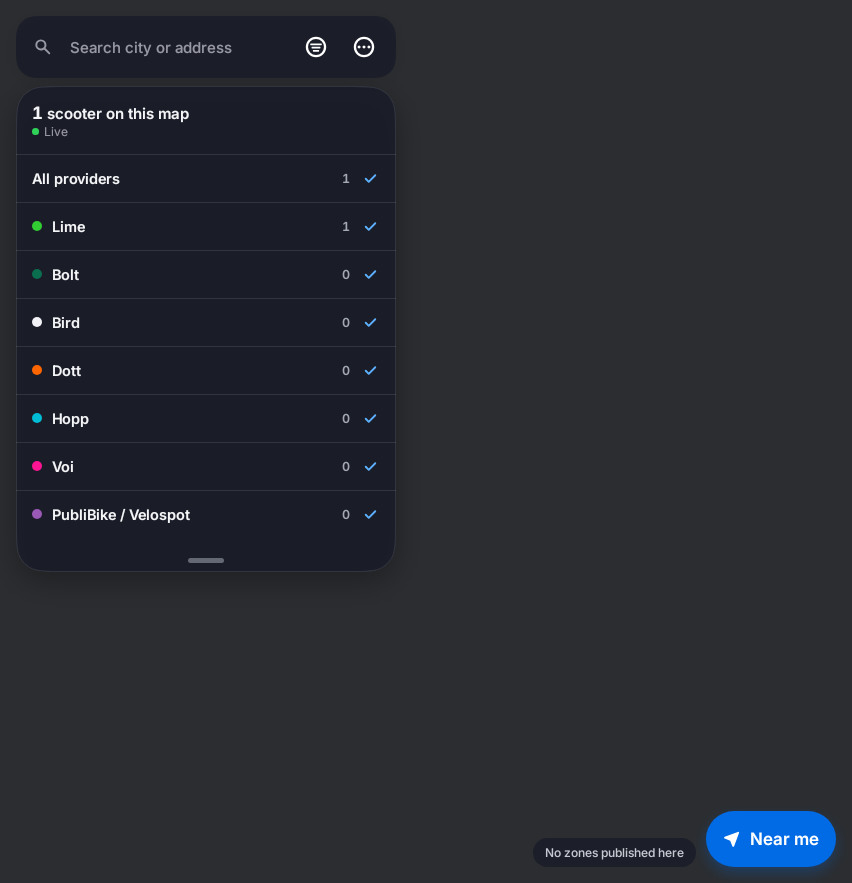 Search city or address
1 scooter on this map
Live
All providers 1
Lime 1
Bolt 0
Bird 0
Dott 0
Hopp 0
Voi 0
PubliBike / Velospot 0
No zones published here
Near me